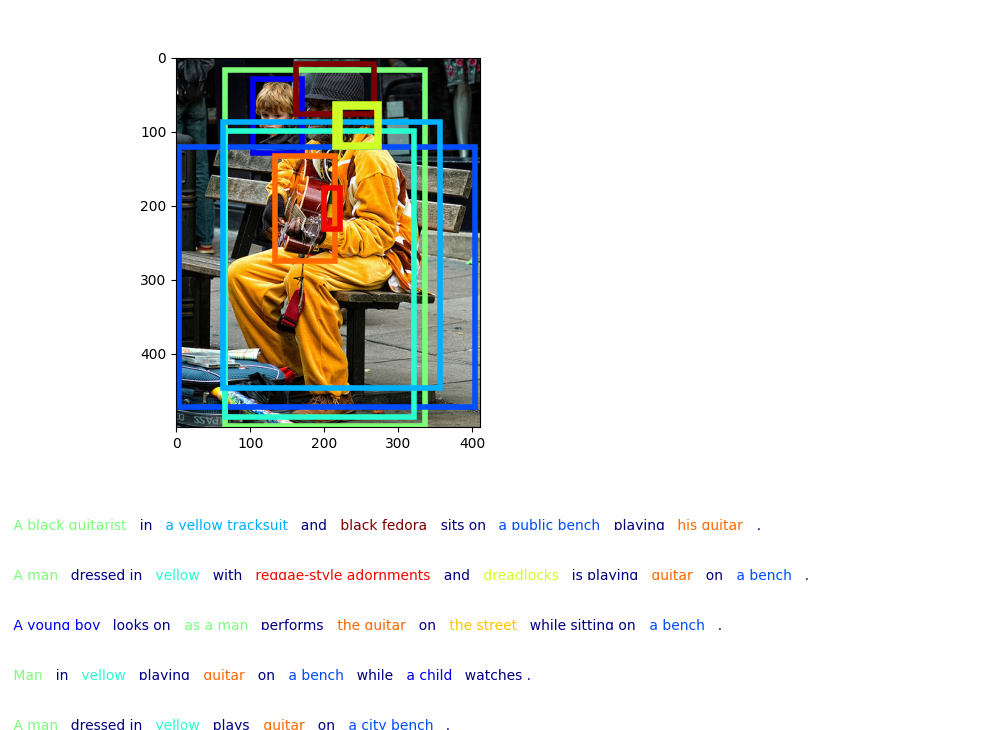 0
100
200
300
400
0 100 200 300 400
A black guitarist in a yellow tracksuit and black fedora sits on a public bench playing his guitar .
A man dressed in yellow with reggae-style adornments and dreadlocks is playing guitar on a bench .
A young boy looks on as a man performs the guitar on the street while sitting on a bench .
Man in yellow playing guitar on a bench while a child watches .
A man dressed in yellow plays guitar on a city bench .